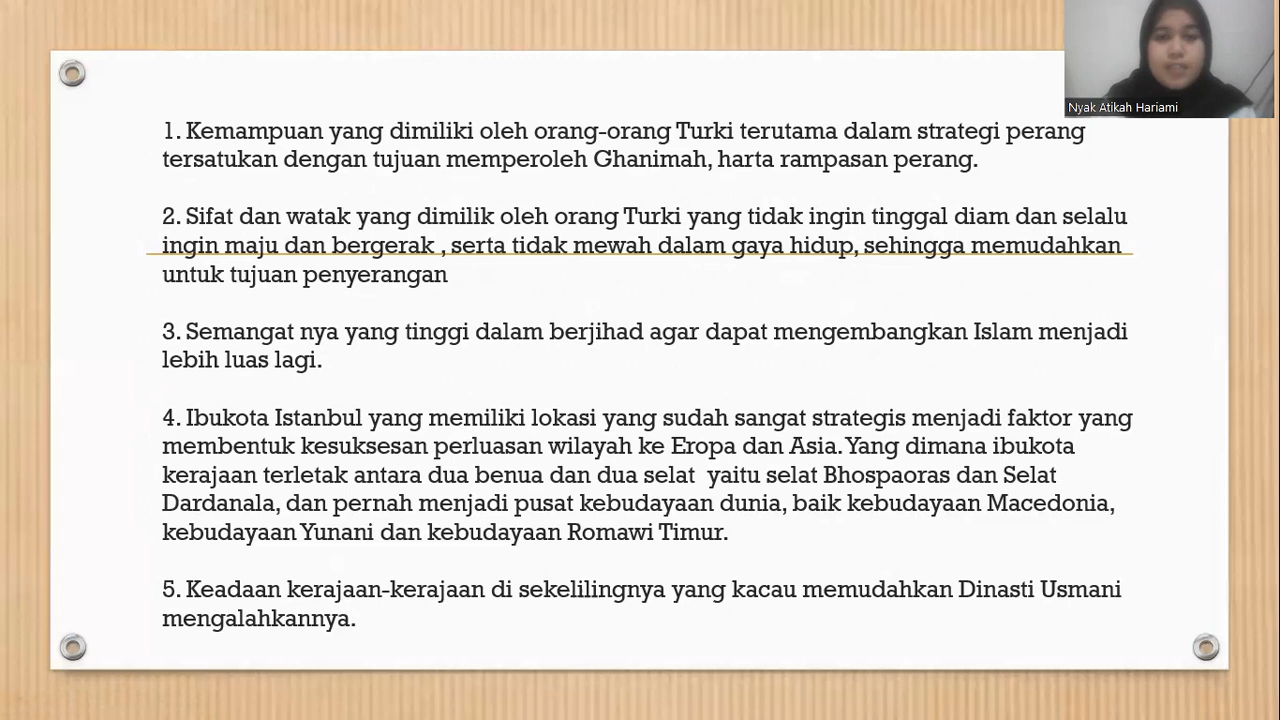 Nyak Atikah Hariami
1. Kemampuan yang dimiliki oleh orang-orang Turki terutama dalam strategi perang
tersatukan dengan tujuan memperoleh Ghanimah, harta rampasan perang.
2. Sifat dan watak yang dimilik oleh orang Turki yang tidak ingin tinggal diam dan selalu
ingin maju dan bergerak , serta tidak mewah dalam gaya hidup, sehingga memudahkan
untuk tujuan penyerangan
3. Semangat nya yang tinggi dalam berjihad agar dapat mengembangkan Islam menjadi
lebih luas lagi.
4. Ibukota Istanbul yang memiliki lokasi yang sudah sangat strategis menjadi faktor yang
membentuk kesuksesan perluasan wilayah ke Eropa dan Asia. Yang dimana ibukota
kerajaan terletak antara dua benua dan dua selat  yaitu selat Bhospaoras dan Selat
Dardanala, dan pernah menjadi pusat kebudayaan dunia, baik kebudayaan Macedonia,
kebudayaan Yunani dan kebudayaan Romawi Timur.
5. Keadaan kerajaan-kerajaan di sekelilingnya yang kacau memudahkan Dinasti Usmani
mengalahkannya.